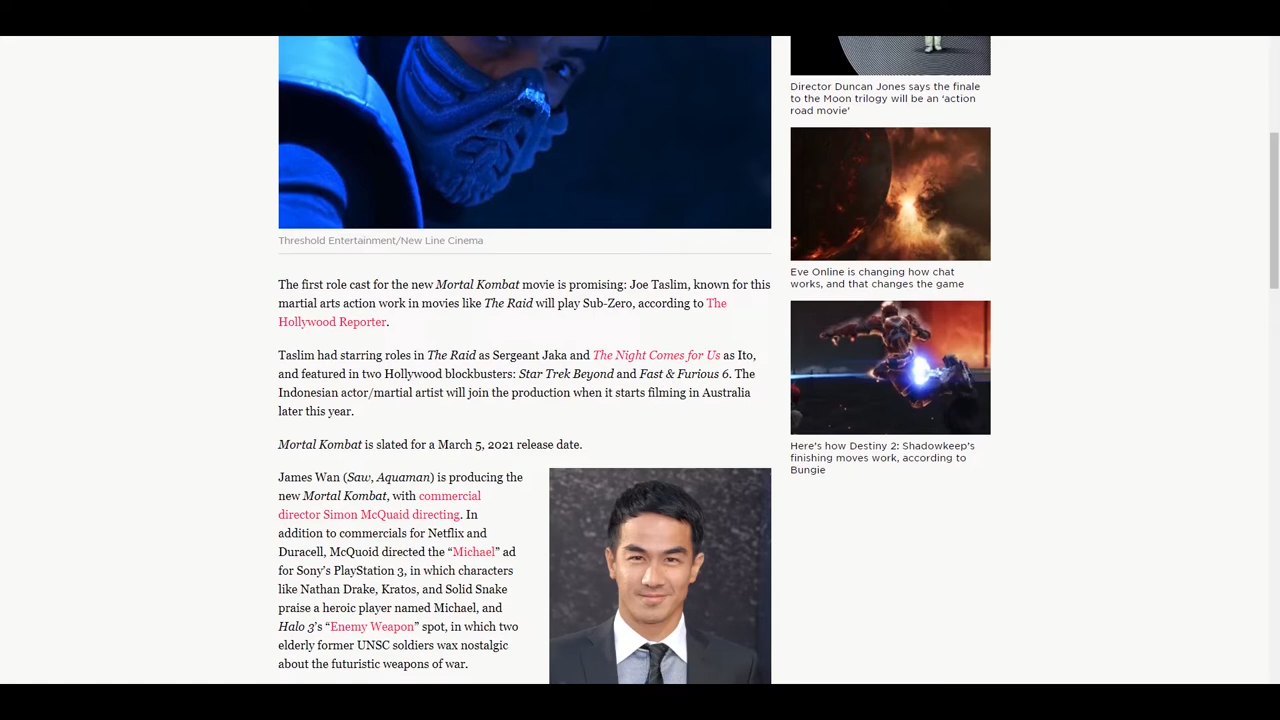 Director Duncan Jones says the finale
to the Moon trilogy will be an ‘action
road movie’
Eve Online is changing how chat
works, and that changes the game
Here’s how Destiny 2: Shadowkeep’s
finishing moves work, according to
Bungie
Threshold Entertainment/New Line Cinema
The first role cast for the new Mortal Kombat movie is promising: Joe Taslim, known for this
martial arts action work in movies like The Raid will play Sub-Zero, according to The
Hollywood Reporter.
Taslim had starring roles in The Raid as Sergeant Jaka and The Night Comes for Us as Ito,
and featured in two Hollywood blockbusters: Star Trek Beyond and Fast & Furious 6. The
Indonesian actor/martial artist will join the production when it starts filming in Australia
later this year.
Mortal Kombat is slated for a March 5, 2021 release date.
James Wan (Saw, Aquaman) is producing the
new Mortal Kombat, with commercial
director Simon McQuaid directing. In
addition to commercials for Netflix and
Duracell, McQuoid directed the “Michael” ad
for Sony’s PlayStation 3, in which characters
like Nathan Drake, Kratos, and Solid Snake
praise a heroic player named Michael, and
Halo 3’s “Enemy Weapon” spot, in which two
elderly former UNSC soldiers wax nostalgic
about the futuristic weapons of war.